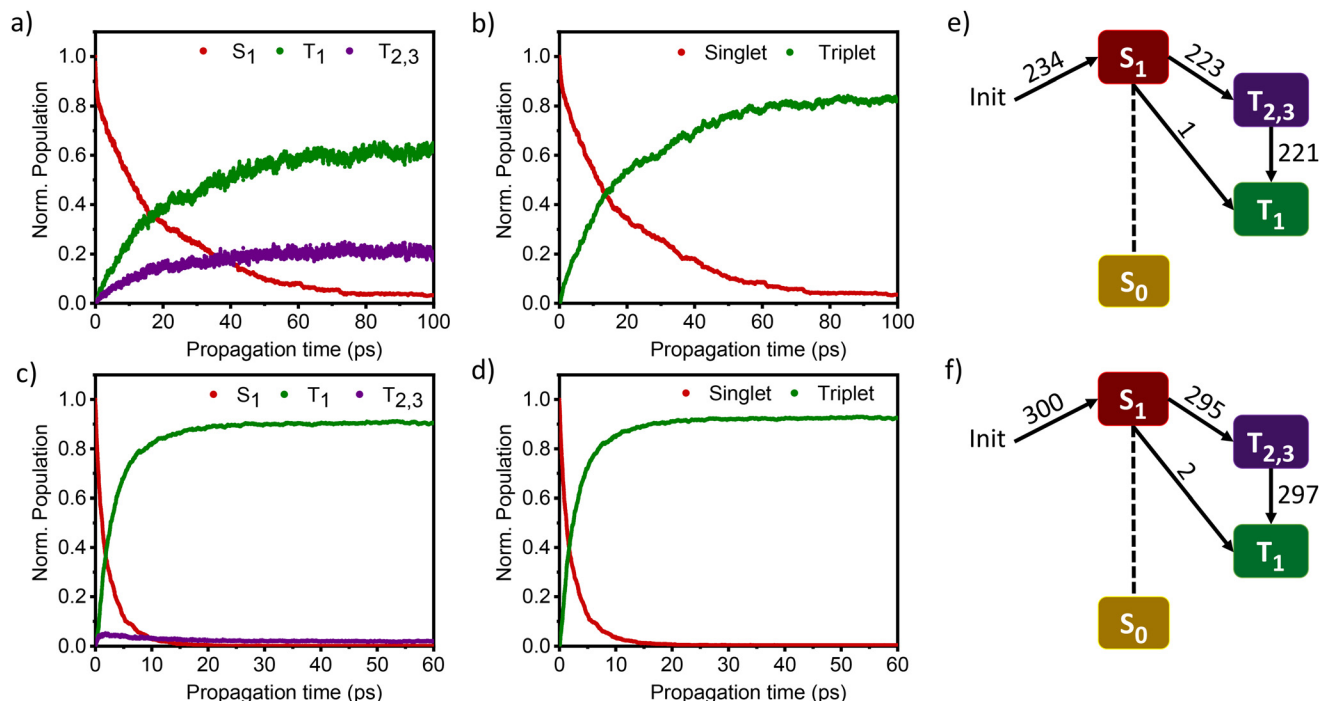 a)
S1 T1 T2,3
Norm. Population
1.0
0.8
0.6
0.4
0.2
0.0
0 20 40 60 80 100
Propagation time (ps)
b)
Singlet Triplet
Norm. Population
1.0
0.8
0.6
0.4
0.2
0.0
0 20 40 60 80 100
Propagation time (ps)
e)
Init
234
S1
223
T2,3
1
221
T1
S0
c)
S1 T1 T2,3
Norm. Population
1.0
0.8
0.6
0.4
0.2
0.0
0 10 20 30 40 50 60
Propagation time (ps)
d)
Singlet Triplet
Norm. Population
1.0
0.8
0.6
0.4
0.2
0.0
0 10 20 30 40 50 60
Propagation time (ps)
f)
Init
300
S1
295
T2,3
2
297
T1
S0